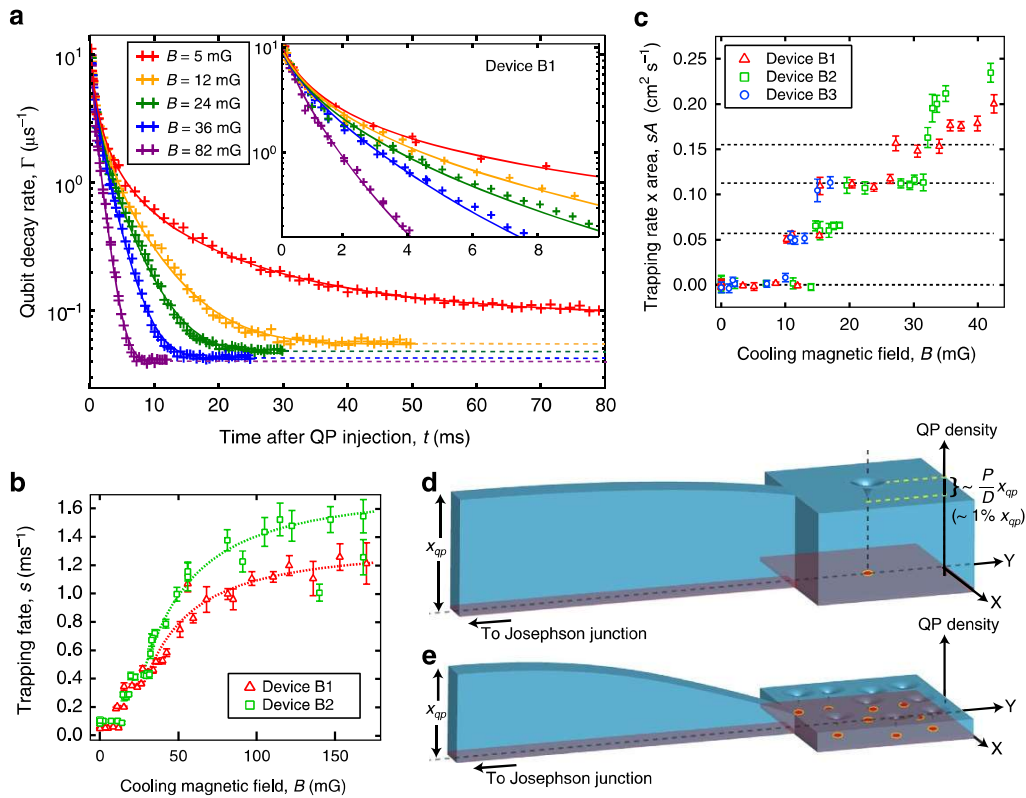 a
Qubit decay rate, Γ (μs⁻¹)
10¹
10⁰
10⁻¹
B = 5 mG
B = 12 mG
B = 24 mG
B = 36 mG
B = 82 mG
Device B1
10¹
10⁰
0 2 4 6 8
0 10 20 30 40 50 60 70 80
Time after QP injection, t (ms)
c
Trapping rate x area, sA (cm² s⁻¹)
0.20
0.15
0.10
0.05
0.00
Device B1
Device B2
Device B3
0 10 20 30 40
Cooling magnetic field, B (mG)
b
Trapping fate, s (ms⁻¹)
1.6
1.4
1.2
1.0
0.8
0.6
0.4
0.2
0.0
Device B1
Device B2
0 50 100 150
Cooling magnetic field, B (mG)
d
QP density
x_qp
} ~ P/D x_qp
(~ 1% x_qp)
Y
X
To Josephson junction
e
QP density
x_qp
Y
X
To Josephson junction